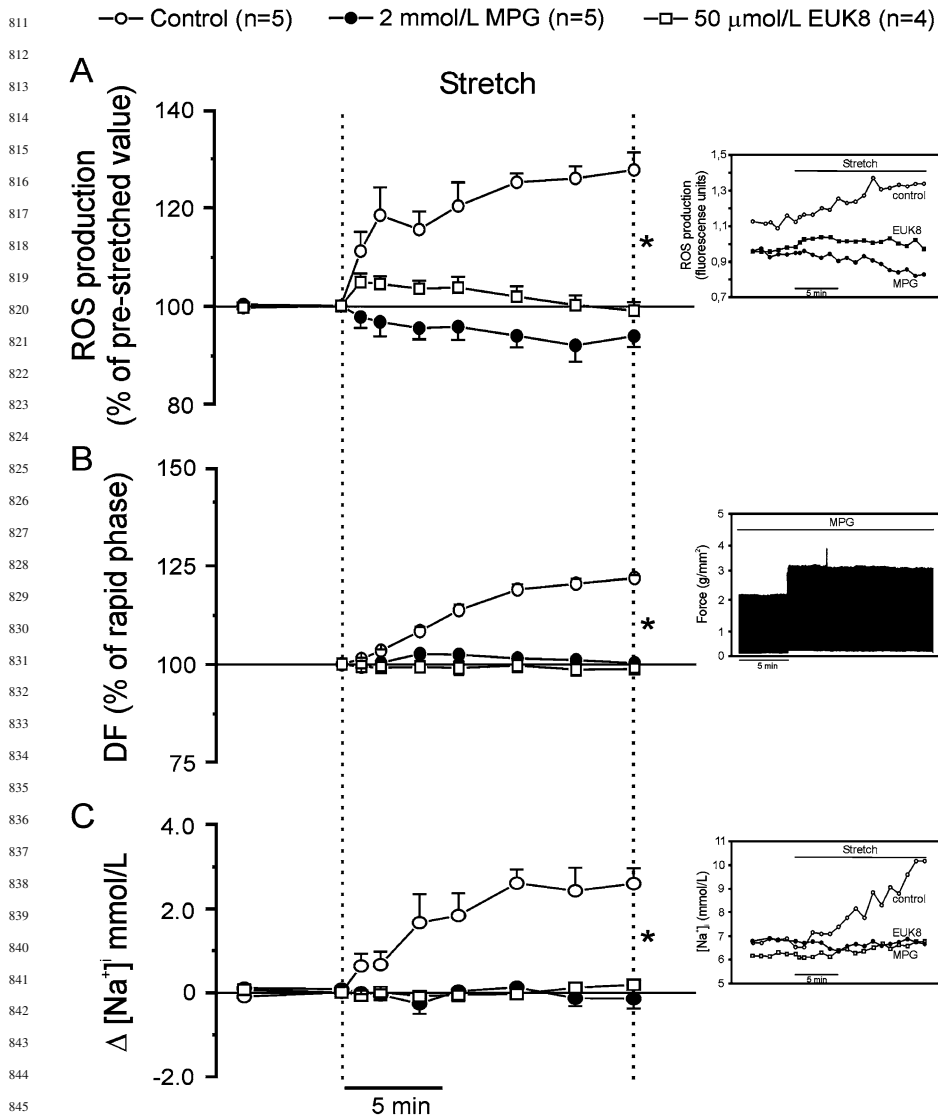 Control (n=5) 2 mmol/L MPG (n=5) 50 μmol/L EUK8 (n=4)
811
812
813
814
815
816
817
818
819
820
821
822
823
824
825
826
827
828
829
830
831
832
833
834
835
836
837
838
839
840
841
842
843
844
845
A
Stretch
ROS production
(% of pre-stretched value)
140
120
100
80
*
1,5
1,3
1,1
0,9
0,7
ROS production
(fluorescense units)
Stretch
control
EUK8
MPG
5 min
B
DF (% of rapid phase)
150
125
100
75
*
5
4
3
2
1
0
Force (g/mm²)
MPG
5 min
C
Δ [Na⁺]ⁱ mmol/L
4.0
2.0
0
-2.0
*
5 min
11
10
9
8
7
6
5
[Na⁺]ᵢ (mmol/L)
Stretch
control
EUK8
MPG
5 min